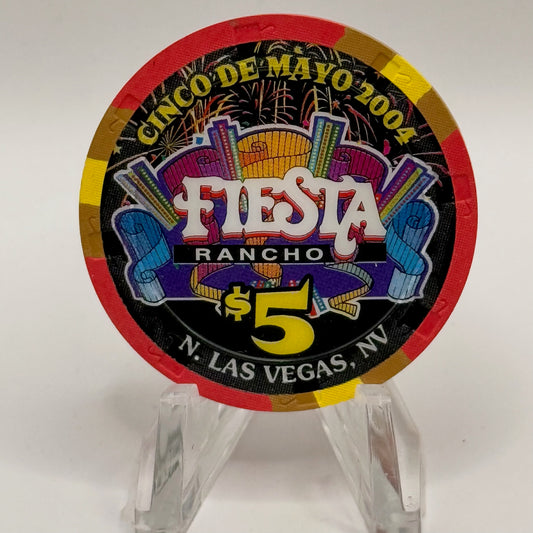 CINCO DE MAYO 2004
FIESTA
RANCHO
$5
N. LAS VEGAS, NV